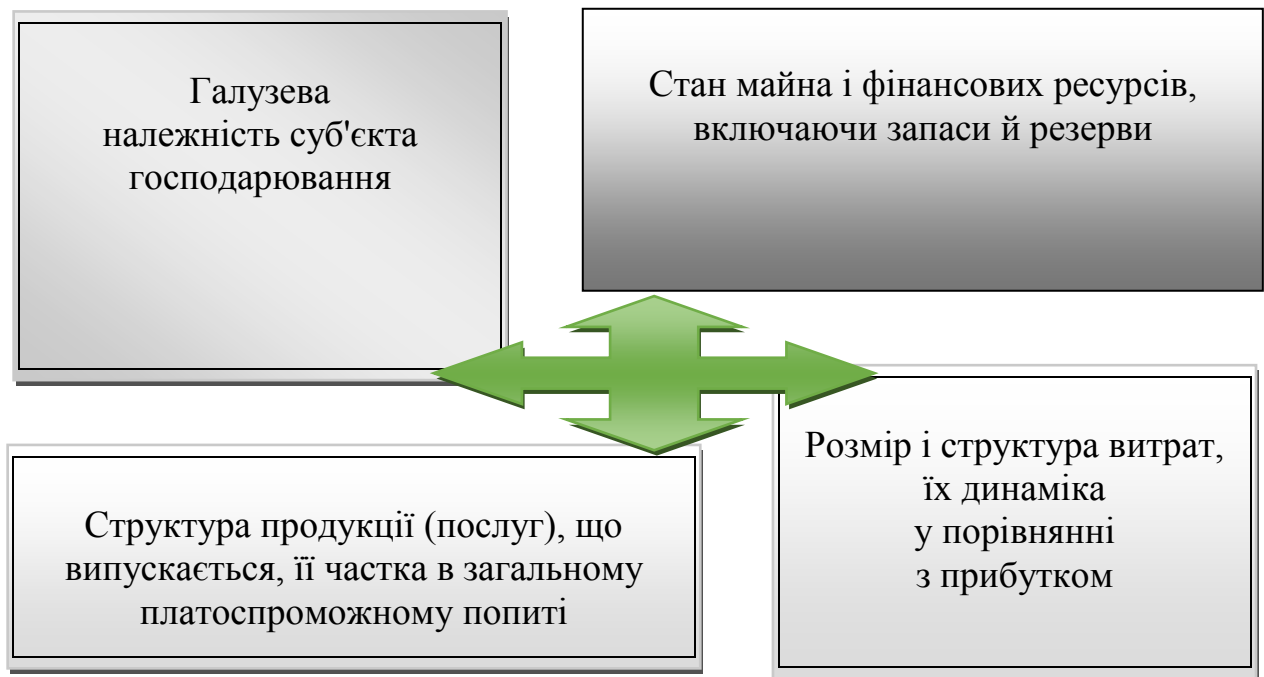 Галузева
належність суб'єкта
господарювання
Стан майна і фінансових ресурсів,
включаючи запаси й резерви
Структура продукції (послуг), що
випускається, її частка в загальному
платоспроможному попиті
Розмір і структура витрат,
їх динаміка
у порівнянні
з прибутком